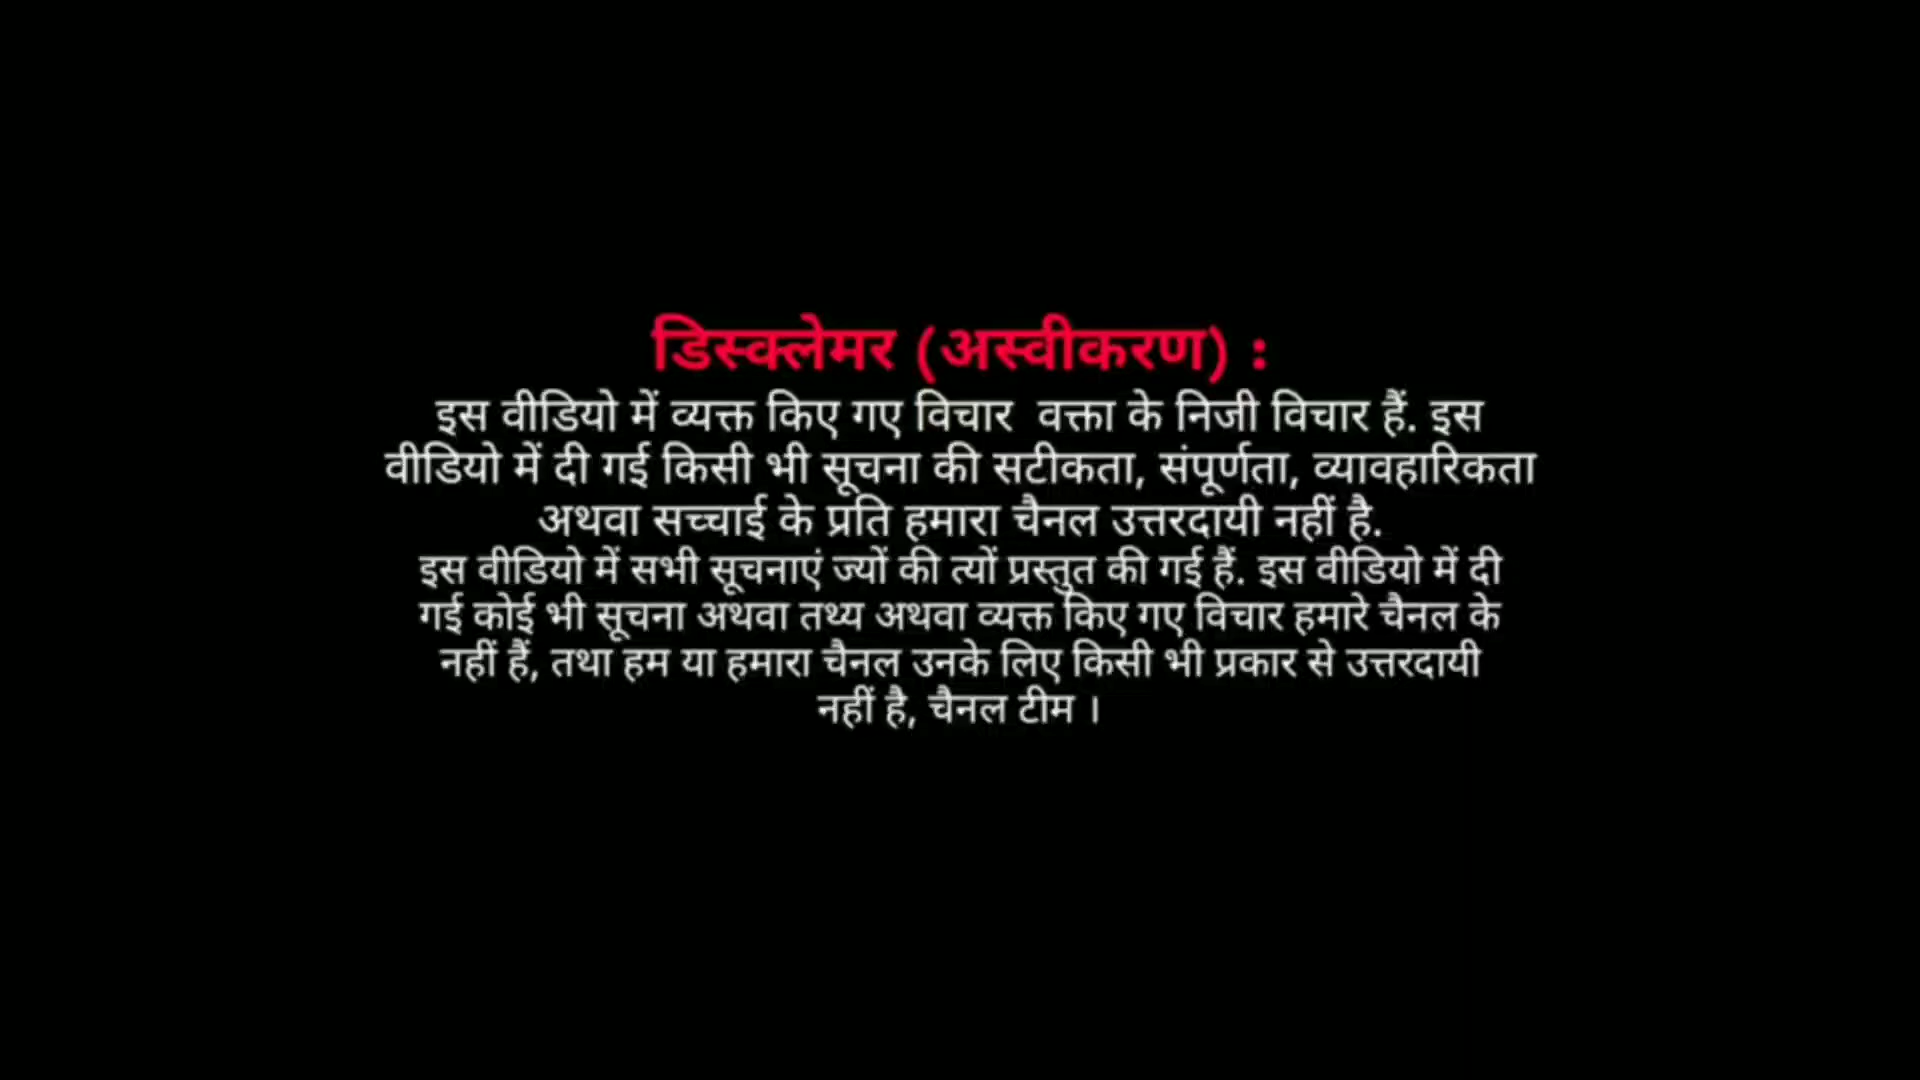 डिस्क्लेमर (अस्वीकरण) :
इस वीडियो में व्यक्त किए गए विचार वक्ता के निजी विचार हैं. इस
वीडियो में दी गई किसी भी सूचना की सटीकता, संपूर्णता, व्यावहारिकता
अथवा सच्चाई के प्रति हमारा चैनल उत्तरदायी नहीं है.
इस वीडियो में सभी सूचनाएं ज्यों की त्यों प्रस्तुत की गई हैं. इस वीडियो में दी
गई कोई भी सूचना अथवा तथ्य अथवा व्यक्त किए गए विचार हमारे चैनल के
नहीं हैं, तथा हम या हमारा चैनल उनके लिए किसी भी प्रकार से उत्तरदायी
नहीं है, चैनल टीम ।